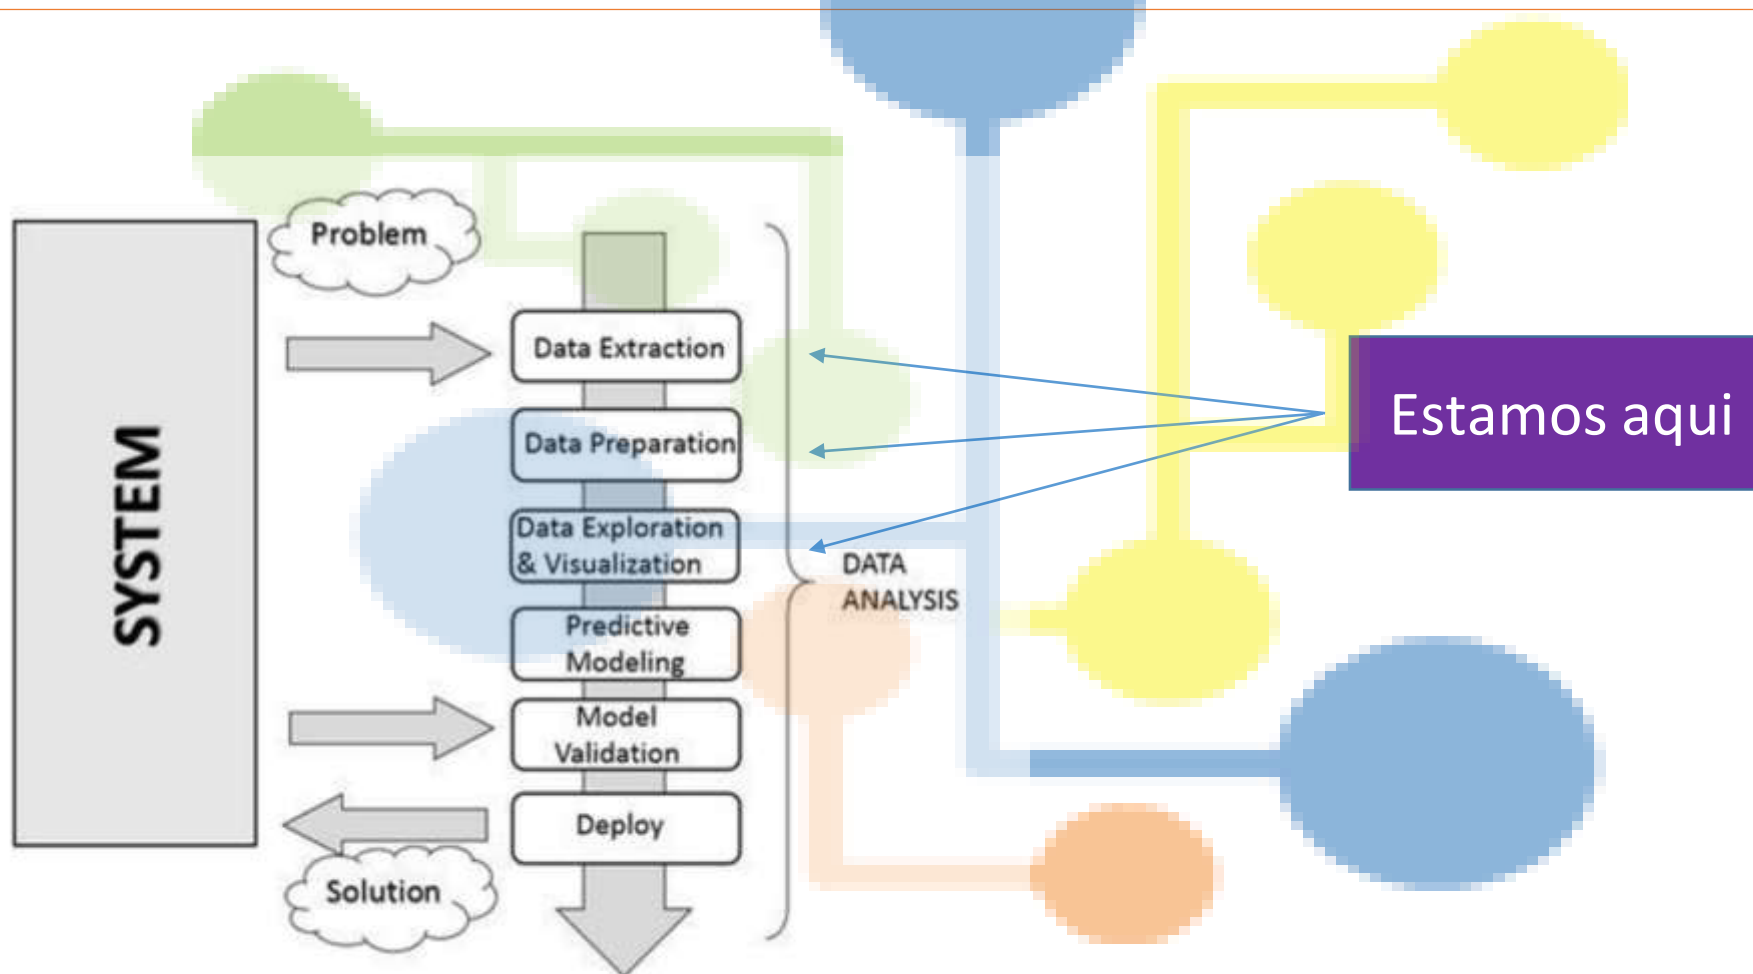 Problem
SYSTEM
Data Extraction
Data Preparation
Data Exploration
& Visualization
Predictive
Modeling
Model
Validation
Deploy
Solution
DATA
ANALYSIS
Estamos aqui